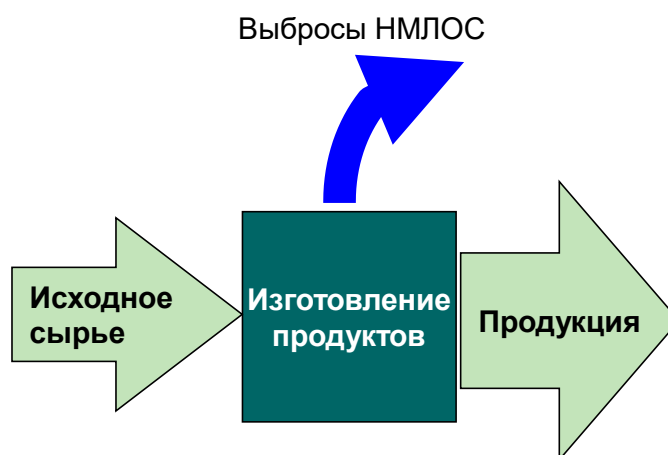 Выбросы НМЛОС
Исходное
сырье
Изготовление
продуктов
Продукция